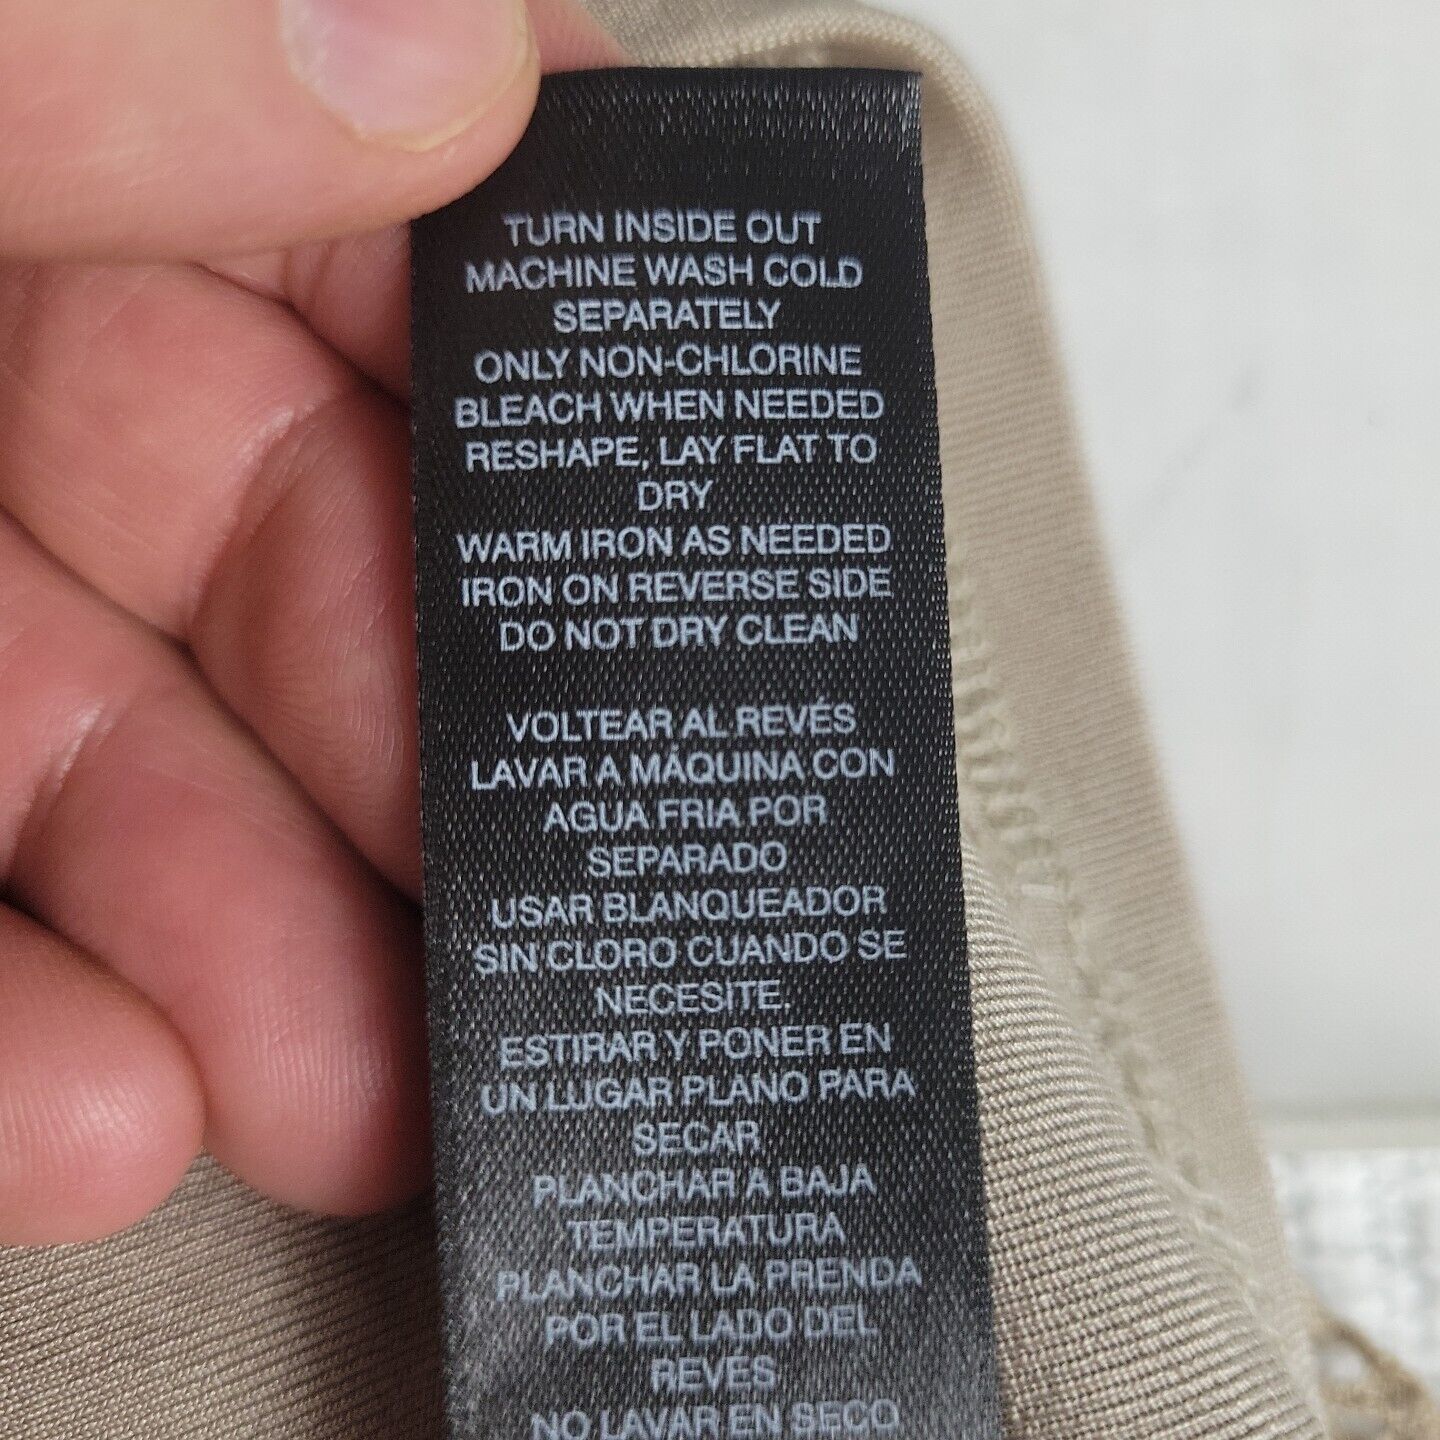 TURN INSIDE OUT
MACHINE WASH COLD
SEPARATELY
ONLY NON-CHLORINE
BLEACH WHEN NEEDED
RESHAPE, LAY FLAT TO
DRY
WARM IRON AS NEEDED
IRON ON REVERSE SIDE
DO NOT DRY CLEAN
VOLTEAR AL REVÉS
LAVAR A MÁQUINA CON
AGUA FRIA POR
SEPARADO
USAR BLANQUEADOR
SIN CLORO CUANDO SE
NECESITE.
ESTIRAR Y PONER EN
UN LUGAR PLANO PARA
SECAR
PLANCHAR A BAJA
TEMPERATURA
PLANCHAR LA PRENDA
POR EL LADO DEL
REVÉS
NO LAVAR EN SECO